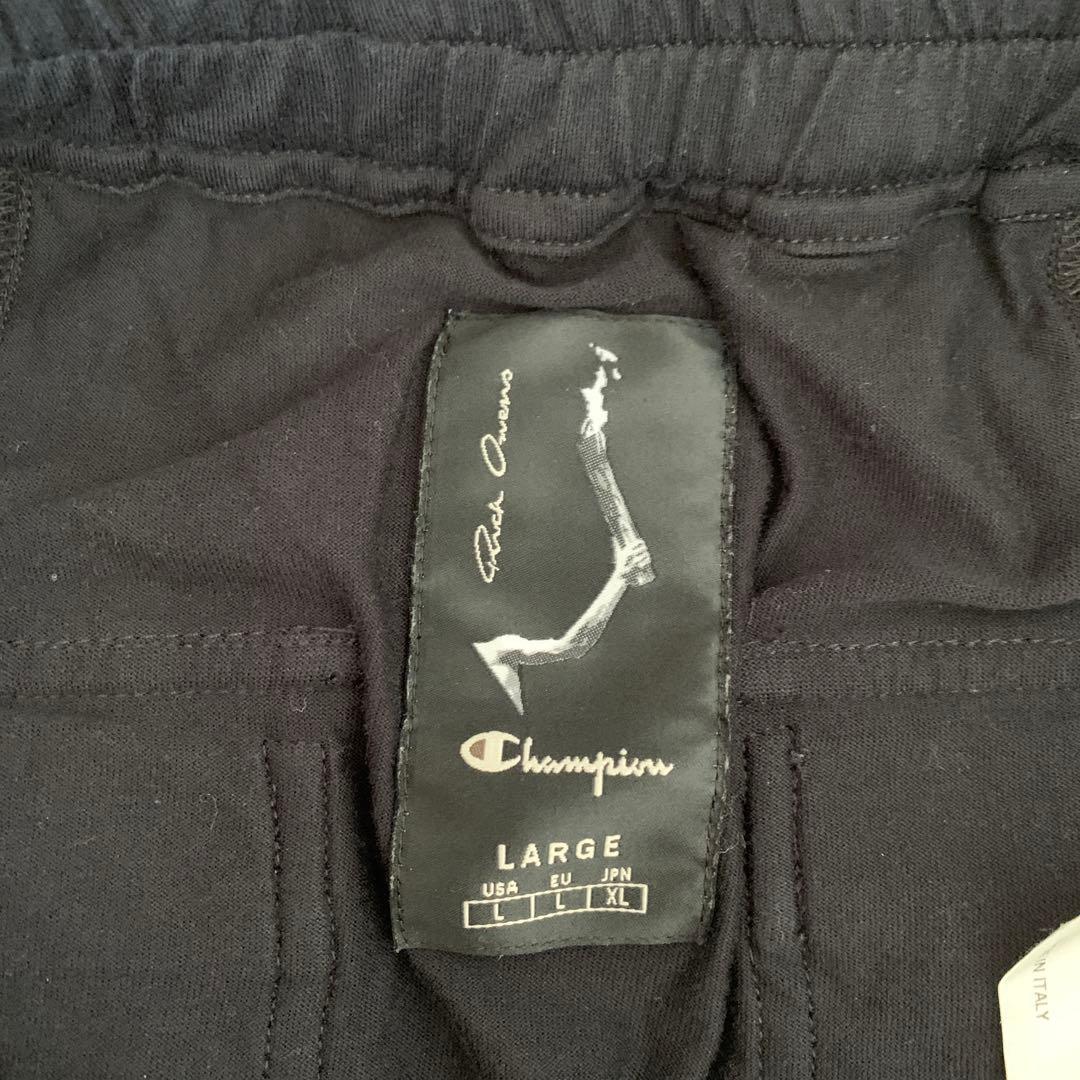 Rick Owens
Champion
LARGE
USA EU JPN
L L XL
IN ITALY